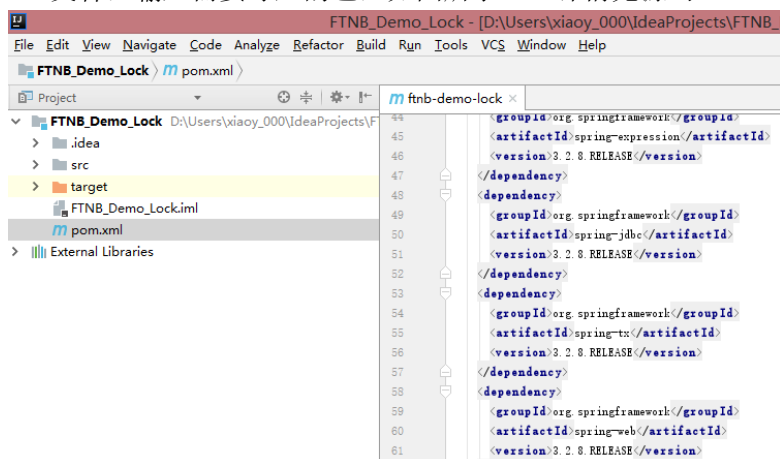 FTNB_Demo_Lock - [D:\Users\xiaoy_000\IdeaProjects\FTNB_
File Edit View Navigate Code Analyze Refactor Build Run Tools VCS Window Help
FTNB_Demo_Lock pom.xml
Project
ftnb-demo-lock
FTNB_Demo_Lock D:\Users\xiaoy_000\IdeaProjects\F
.idea
src
target
FTNB_Demo_Lock.iml
pom.xml
External Libraries
44 <groupId>org.springframework</groupId>
45 <artifactId>spring-expression</artifactId>
46 <version>3.2.8.RELEASE</version>
47 </dependency>
48 <dependency>
49 <groupId>org.springframework</groupId>
50 <artifactId>spring-jdbc</artifactId>
51 <version>3.2.8.RELEASE</version>
52 </dependency>
53 <dependency>
54 <groupId>org.springframework</groupId>
55 <artifactId>spring-tx</artifactId>
56 <version>3.2.8.RELEASE</version>
57 </dependency>
58 <dependency>
59 <groupId>org.springframework</groupId>
60 <artifactId>spring-web</artifactId>
61 <version>3.2.8.RELEASE</version>